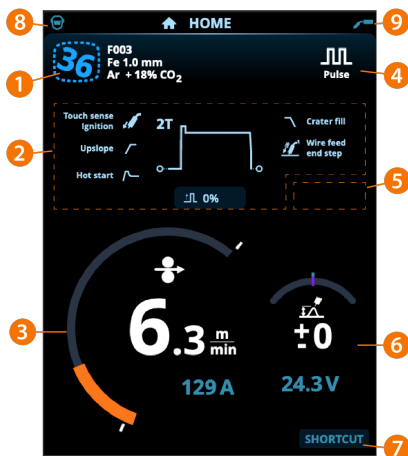 8
HOME
9
36
F003
Fe 1.0 mm
Ar + 18% CO2
Pulse
1
4
Touch sense
Ignition
2T
Crater fill
2
Upslope
Wire feed
end step
Hot start
5
0%
3
6.3 m/min
±0
6
129 A
24.3 V
SHORTCUT
7